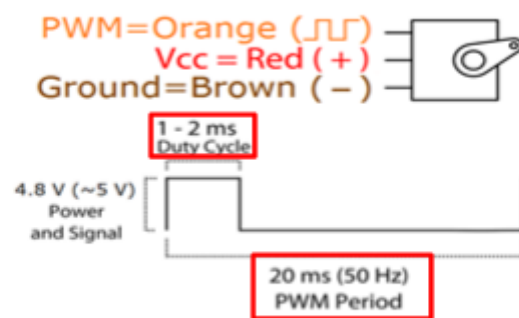 PWM=Orange (⎍⎍)
Vcc = Red (+)
Ground=Brown (−)
1 - 2 ms
Duty Cycle
4.8 V (~5 V)
Power
and Signal
20 ms (50 Hz)
PWM Period